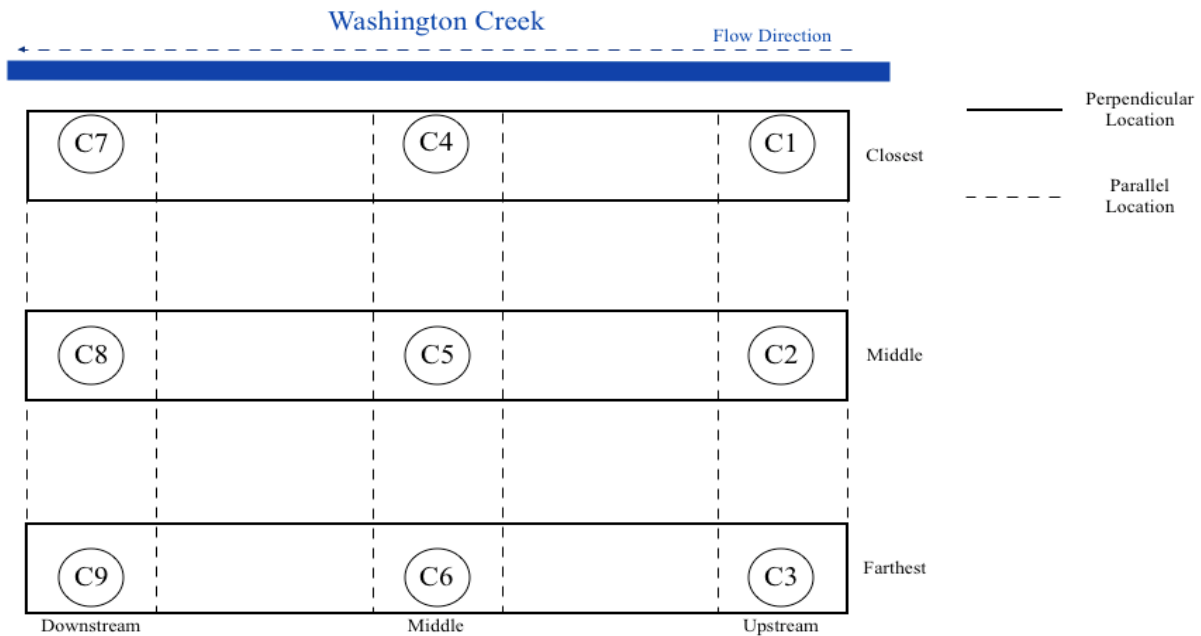 Washington Creek
Flow Direction
C7 C4 C1
Closest
Perpendicular
Location
Parallel
Location
C8 C5 C2
Middle
C9 C6 C3
Farthest
Downstream Middle Upstream